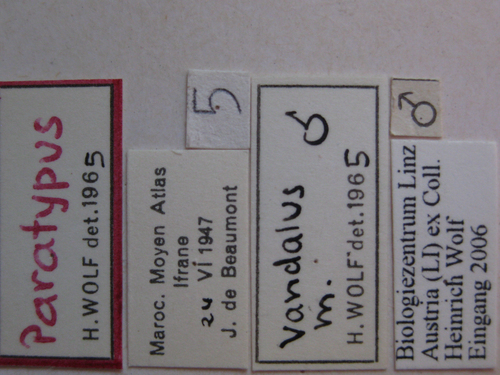 Paratypus
H. WOLF det. 1965
5
Maroc. Moyen Atlas
Ifrane
24 VI 1947
J. de Beaumont
Vandalus ♂
m.
H. WOLF det. 1965
♂
Biologiezentrum Linz
Austria (LI) ex Coll.
Heinrich Wolf
Eingang 2006